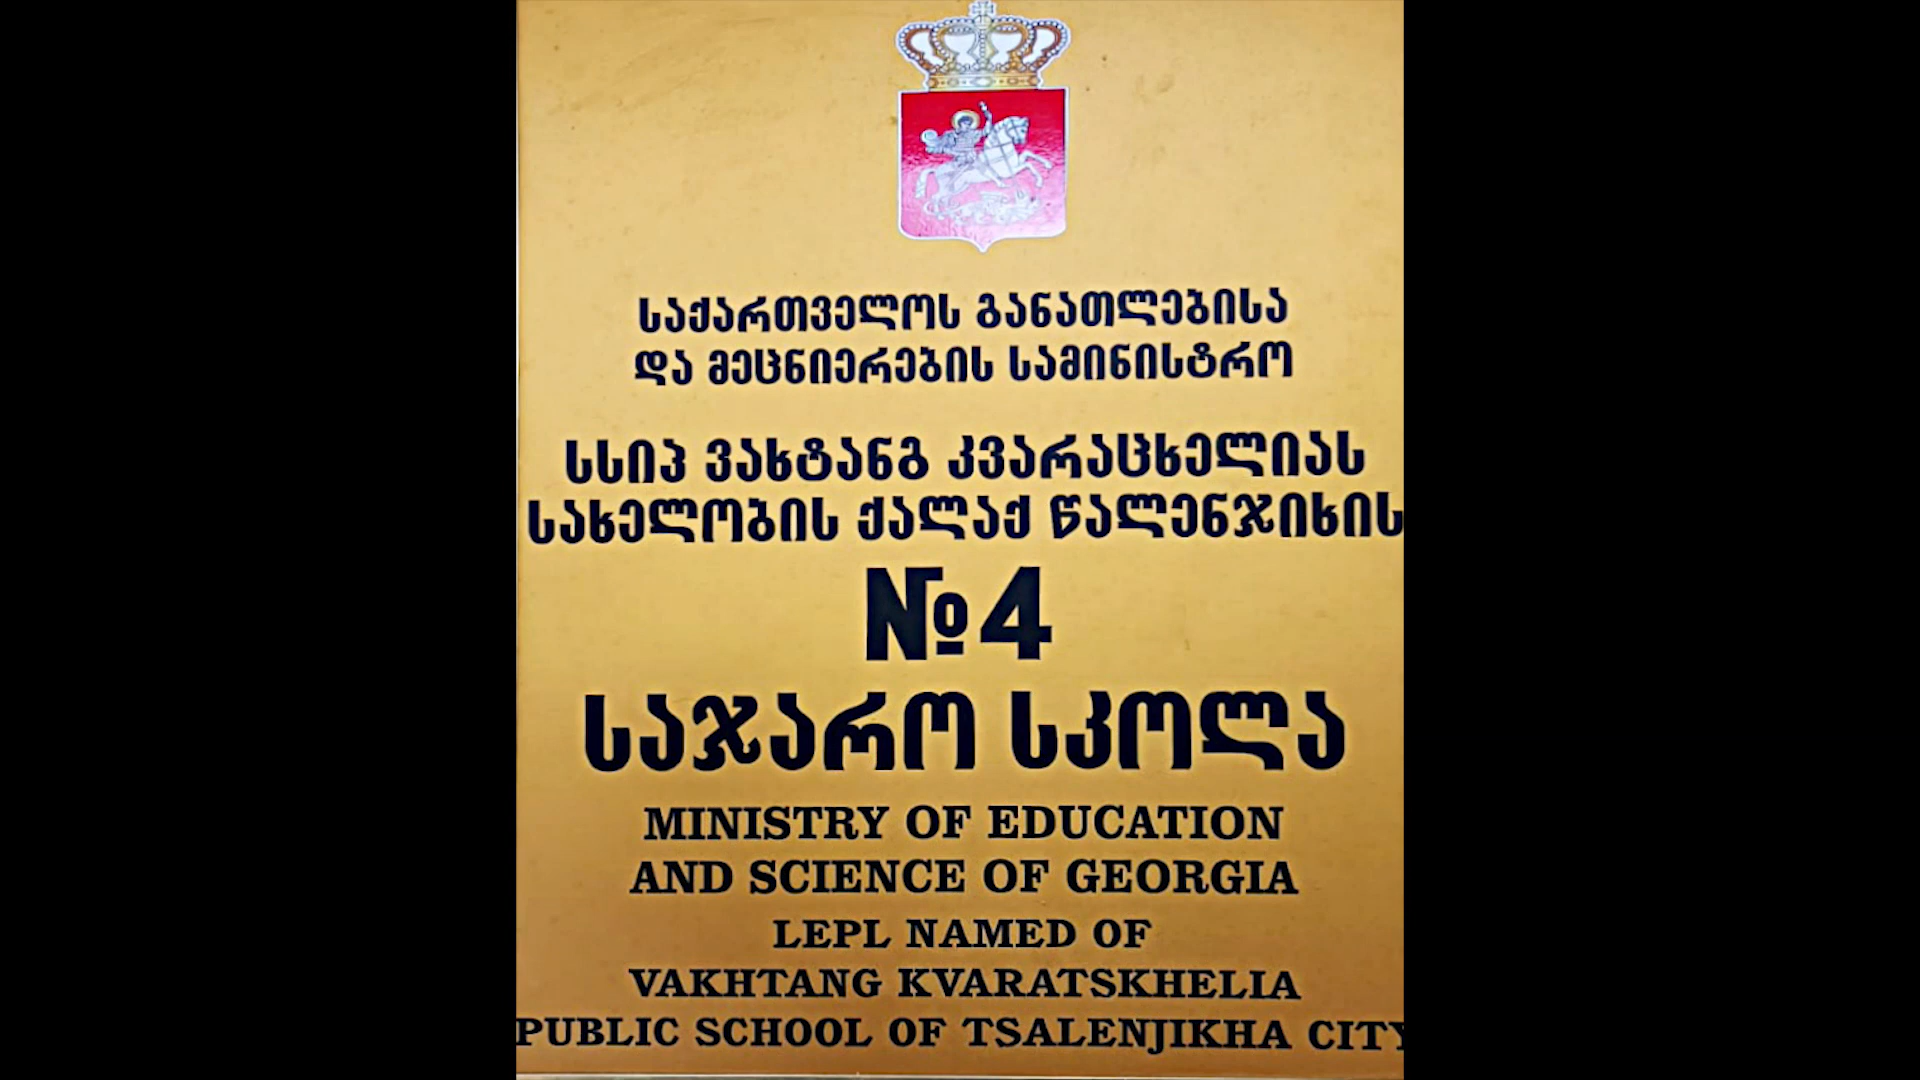 საქართველოს განათლებისა
და მეცნიერების სამინისტრო
სსიპ ვახტანგ კვარაცხელიას
სახელობის ქალაქ წალენჯიხის
№4
საჯარო სკოლა
MINISTRY OF EDUCATION
AND SCIENCE OF GEORGIA
LEPL NAMED OF
VAKHTANG KVARATSKHELIA
PUBLIC SCHOOL OF TSALENJIKHA CITY